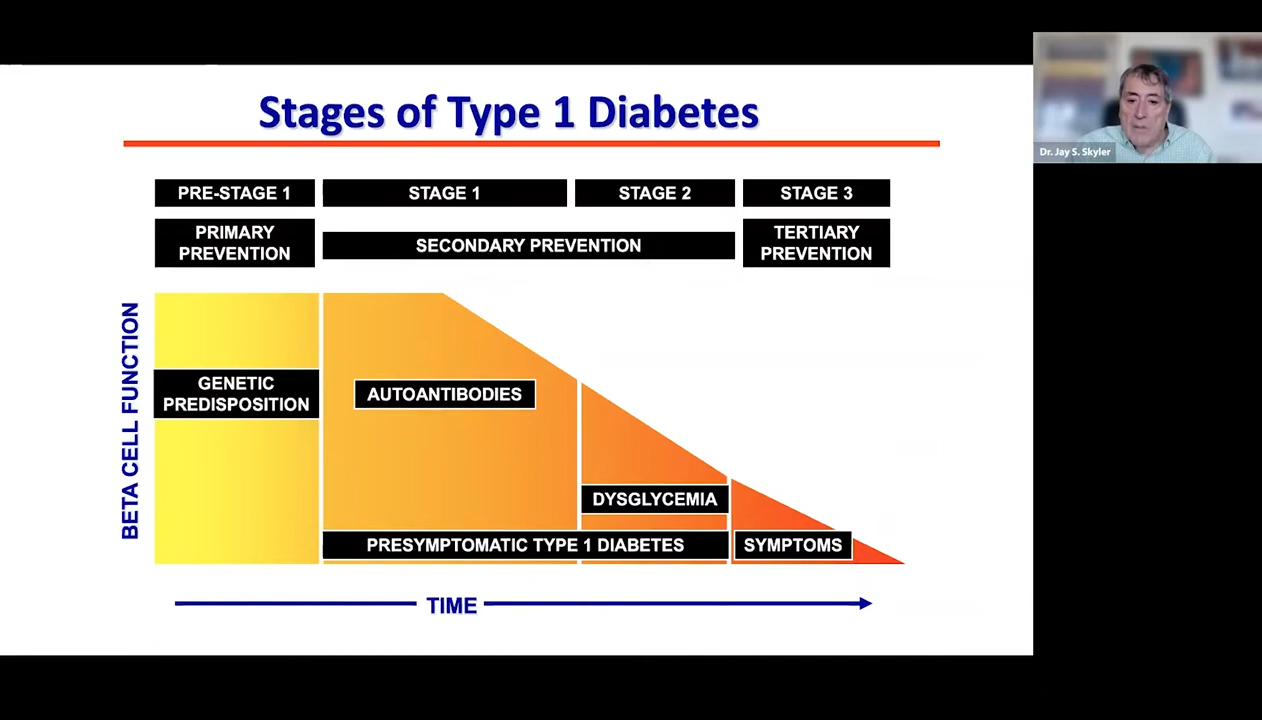 Stages of Type 1 Diabetes
Dr. Jay S. Skyler
PRE-STAGE 1
STAGE 1
STAGE 2
STAGE 3
PRIMARY
PREVENTION
SECONDARY PREVENTION
TERTIARY
PREVENTION
BETA CELL FUNCTION
GENETIC
PREDISPOSITION
AUTOANTIBODIES
DYSGLYCEMIA
PRESYMPTOMATIC TYPE 1 DIABETES
SYMPTOMS
TIME